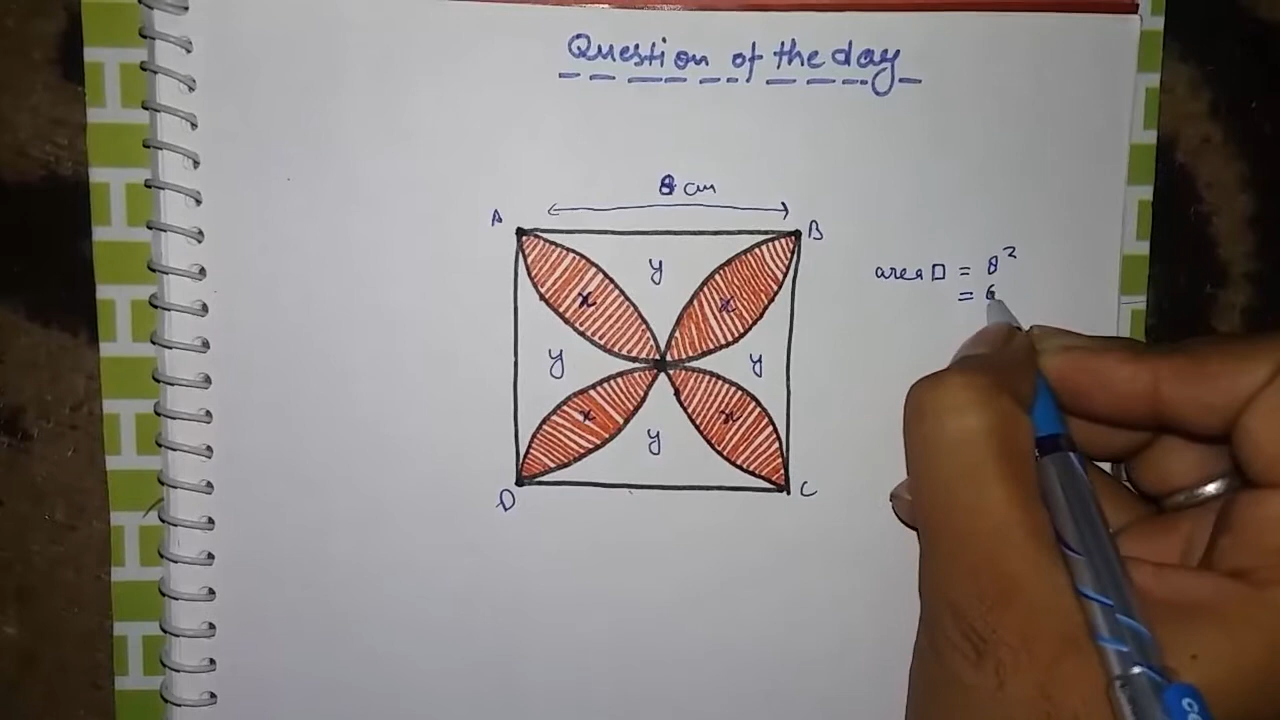 Question of the day
8 cm
A
B
y
x
x
area □ = 8²
= 6
y
y
x
x
y
D
C